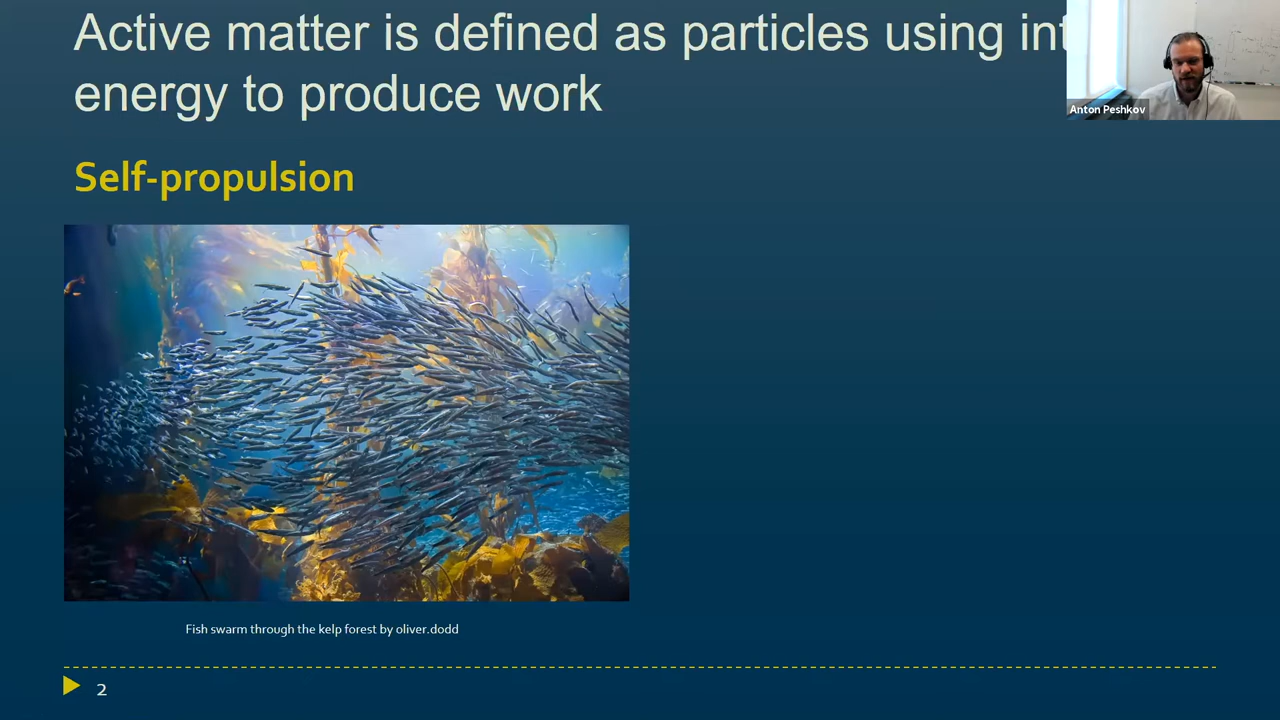 Active matter is defined as particles using
energy to produce work
Anton Peshkov
Self-propulsion
Fish swarm through the kelp forest by oliver.dodd
2